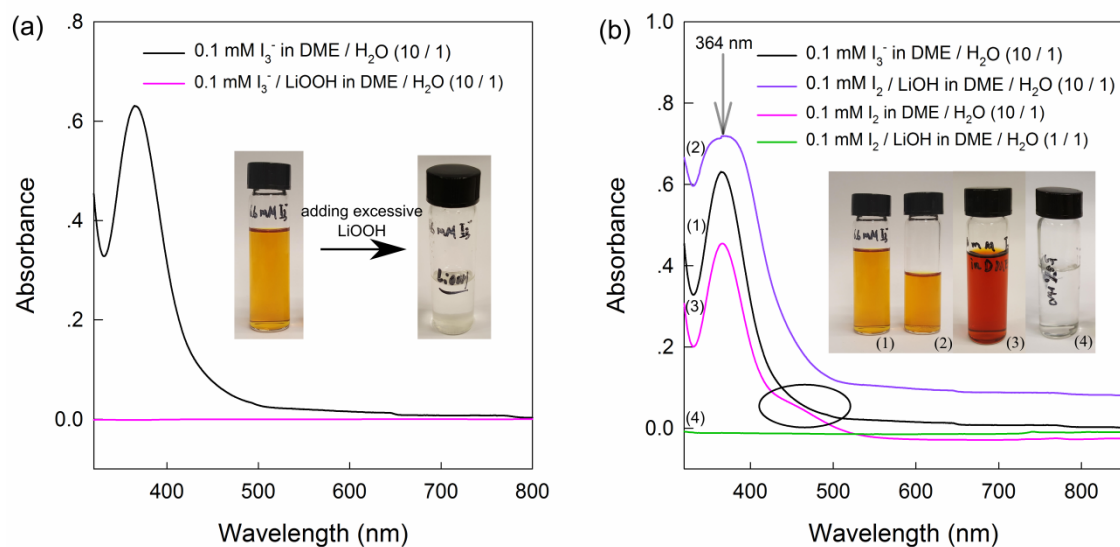 (a)
.8
.6
.4
.2
0.0
Absorbance
400
500
600
700
800
Wavelength (nm)
0.1 mM I₃⁻ in DME / H₂O (10 / 1)
0.1 mM I₃⁻ / LiOOH in DME / H₂O (10 / 1)
adding excessive
LiOOH
(b)
1.0
.8
.6
.4
.2
0.0
Absorbance
400
500
600
700
800
Wavelength (nm)
364 nm
0.1 mM I₃⁻ in DME / H₂O (10 / 1)
0.1 mM I₂ / LiOH in DME / H₂O (10 / 1)
0.1 mM I₂ in DME / H₂O (10 / 1)
0.1 mM I₂ / LiOH in DME / H₂O (1 / 1)
(2)
(1)
(3)
(4)
(1)
(2)
(3)
(4)